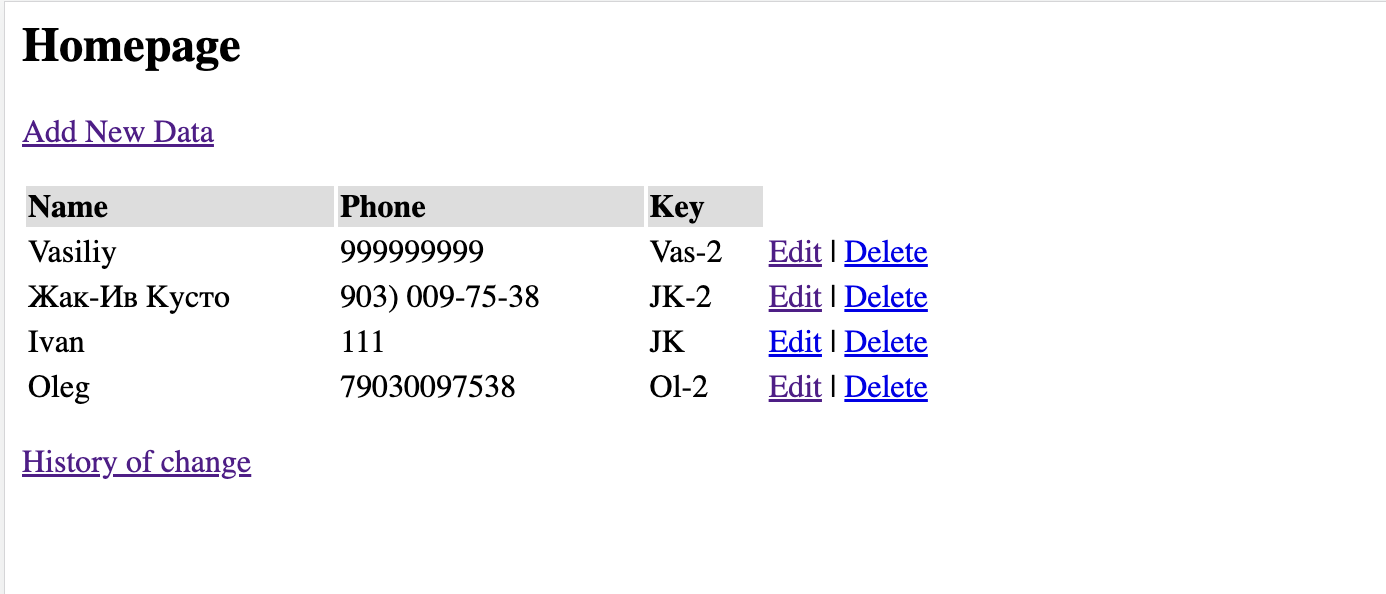 Homepage
Add New Data
Name Phone Key
Vasiliy 999999999 Vas-2 Edit | Delete
Жак-Ив Кусто 903) 009-75-38 JK-2 Edit | Delete
Ivan 111 JK Edit | Delete
Oleg 79030097538 Ol-2 Edit | Delete
History of change